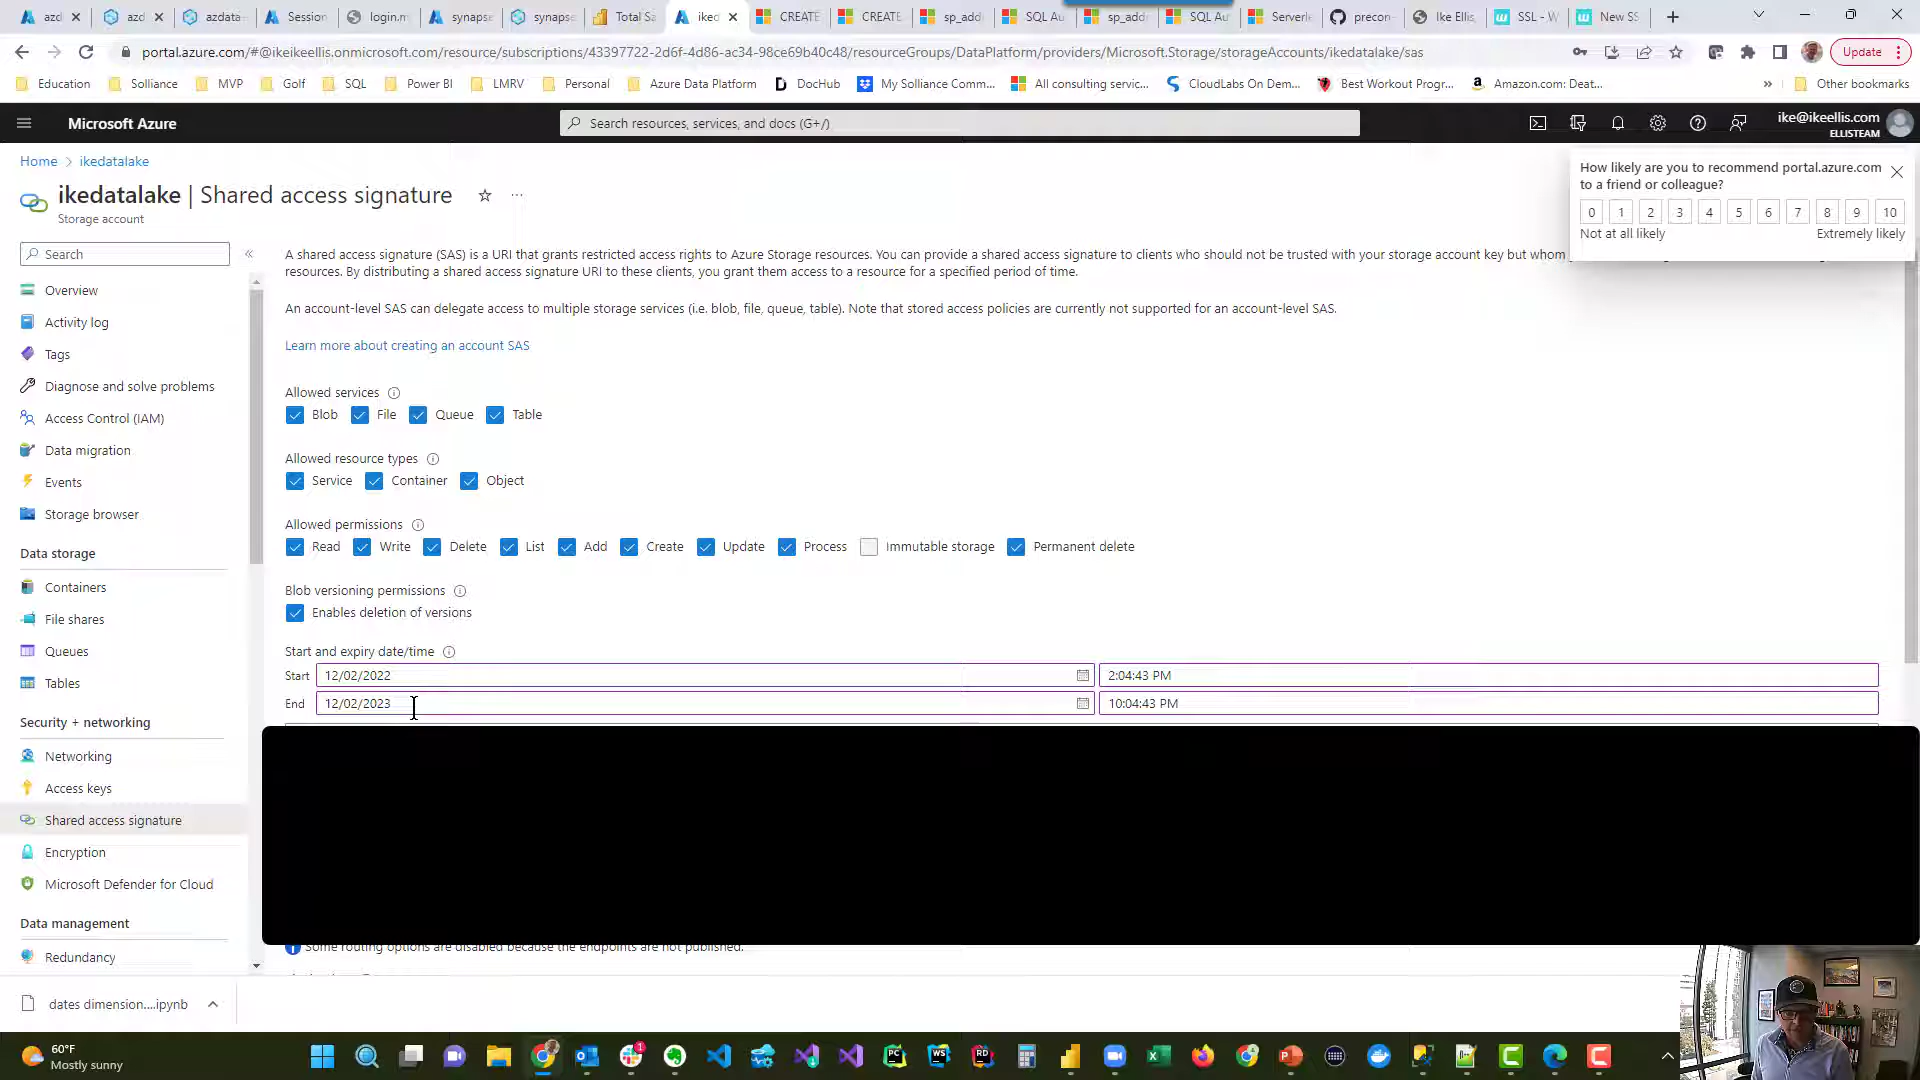 azd
azd
azdata-
Session
login.m
synapse
synapse
Total Sa
iked
CREATE
CREATE
sp_add
SQL Au
sp_add
SQL Au
Serverle
precon
Ike Ellis
SSL - W
New SS
portal.azure.com/#@ikeikeellis.onmicrosoft.com/resource/subscriptions/43397722-2d6f-4d86-ac34-98ce69b40c48/resourceGroups/DataPlatform/providers/Microsoft.Storage/storageAccounts/ikedatalake/sas
Update
Education
Solliance
MVP
Golf
SQL
Power BI
LMRV
Personal
Azure Data Platform
DocHub
My Solliance Comm...
All consulting servic...
CloudLabs On Dem...
Best Workout Progr...
Amazon.com: Deat...
»
Other bookmarks
Microsoft Azure
Search resources, services, and docs (G+/)
ike@ikeellis.com
ELLISTEAM
Home > ikedatalake
How likely are you to recommend portal.azure.com
to a friend or colleague?
0 1 2 3 4 5 6 7 8 9 10
Not at all likely
Extremely likely
ikedatalake | Shared access signature
Storage account
Search
«
Overview
Activity log
Tags
Diagnose and solve problems
Access Control (IAM)
Data migration
Events
Storage browser
Data storage
Containers
File shares
Queues
Tables
Security + networking
Networking
Access keys
Shared access signature
Encryption
Microsoft Defender for Cloud
Data management
Redundancy
A shared access signature (SAS) is a URI that grants restricted access rights to Azure Storage resources. You can provide a shared access signature to clients who should not be trusted with your storage account key but whom
resources. By distributing a shared access signature URI to these clients, you grant them access to a resource for a specified period of time.
An account-level SAS can delegate access to multiple storage services (i.e. blob, file, queue, table). Note that stored access policies are currently not supported for an account-level SAS.
Learn more about creating an account SAS
Allowed services
Blob File Queue Table
Allowed resource types
Service Container Object
Allowed permissions
Read Write Delete List Add Create Update Process Immutable storage Permanent delete
Blob versioning permissions
Enables deletion of versions
Start and expiry date/time
Start 12/02/2022 2:04:43 PM
End 12/02/2023 10:04:43 PM
Some routing options are disabled because the endpoints are not published.
dates dimension....ipynb
60°F
Mostly sunny
1
PC
WS
RD